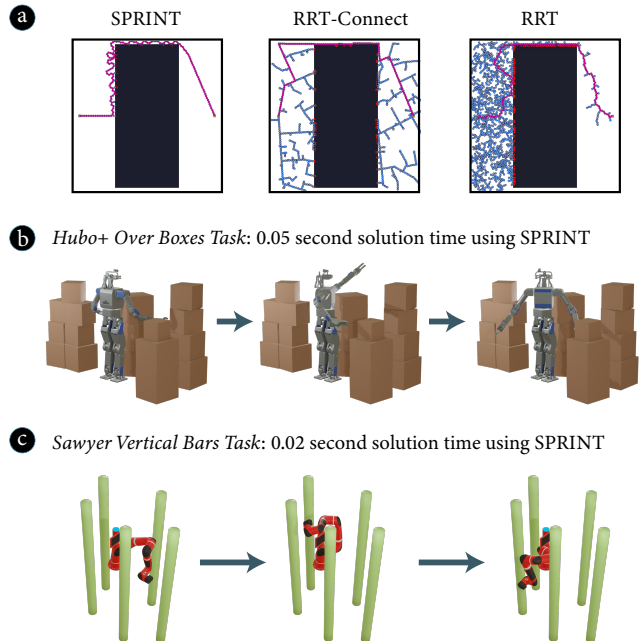 a
SPRINT RRT-Connect RRT
b Hubo+ Over Boxes Task: 0.05 second solution time using SPRINT
c Sawyer Vertical Bars Task: 0.02 second solution time using SPRINT